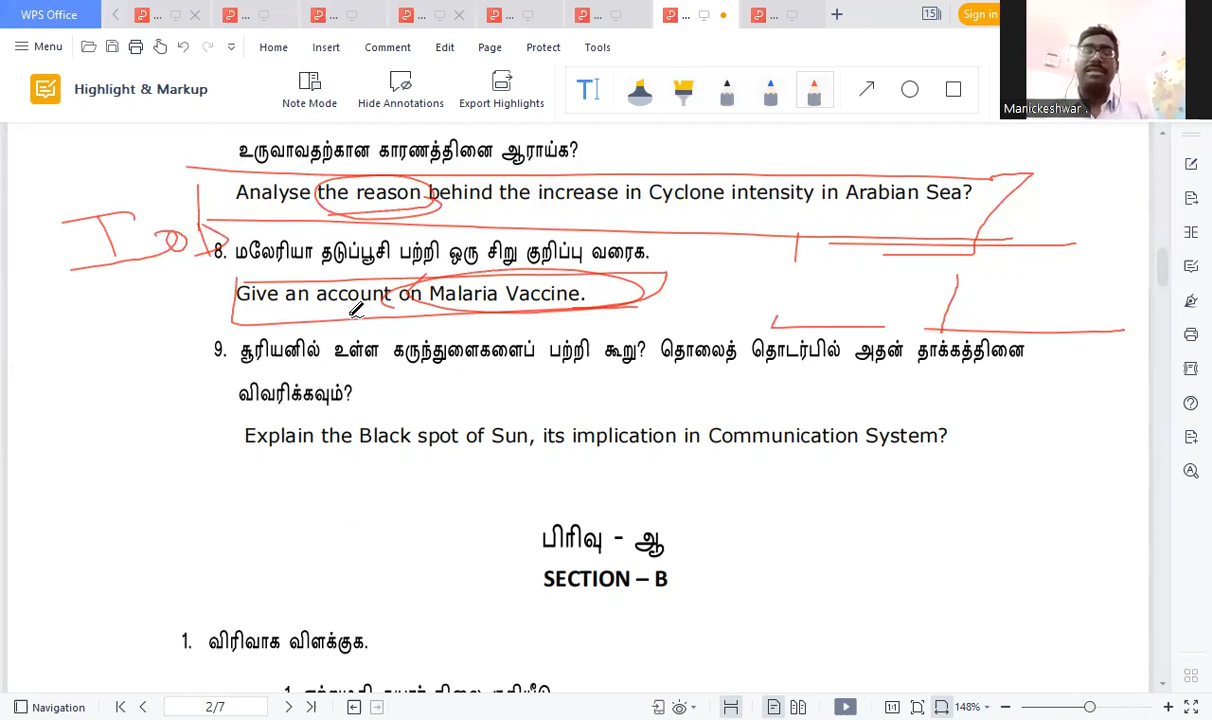 WPS Office
15
Sign in
Menu
Home
Insert
Comment
Edit
Page
Protect
Tools
Highlight & Markup
Note Mode
Hide Annotations
Export Highlights
Manickeshwar .
உருவாவதற்கான காரணத்தினை ஆராய்க?
Analyse the reason behind the increase in Cyclone intensity in Arabian Sea?
8. மலேரியா தடுப்பூசி பற்றி ஒரு சிறு குறிப்பு வரைக.
Give an account on Malaria Vaccine.
9. சூரியனில் உள்ள கருந்துளைகளைப் பற்றி கூறு? தொலைத் தொடர்பில் அதன் தாக்கத்தினை
விவரிக்கவும்?
Explain the Black spot of Sun, its implication in Communication System?
பிரிவு - ஆ
SECTION – B
1. விரிவாக விளக்குக.
Navigation
2/7
148%